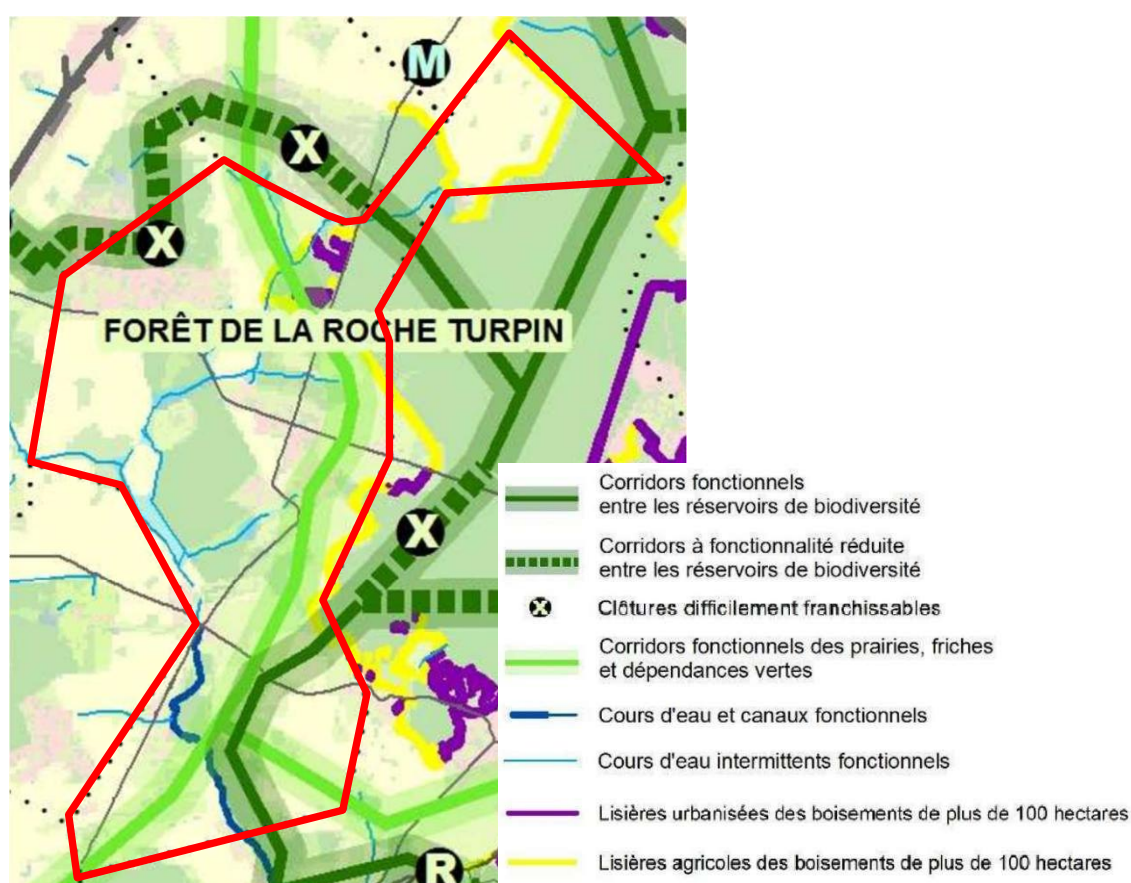 M
X
X
FORÊT DE LA ROCHE TURPIN
X
R
Corridors fonctionnels
entre les réservoirs de biodiversité
Corridors à fonctionnalité réduite
entre les réservoirs de biodiversité
X
Clôtures difficilement franchissables
Corridors fonctionnels des prairies, friches
et dépendances vertes
Cours d'eau et canaux fonctionnels
Cours d'eau intermittents fonctionnels
Lisières urbanisées des boisements de plus de 100 hectares
Lisières agricoles des boisements de plus de 100 hectares